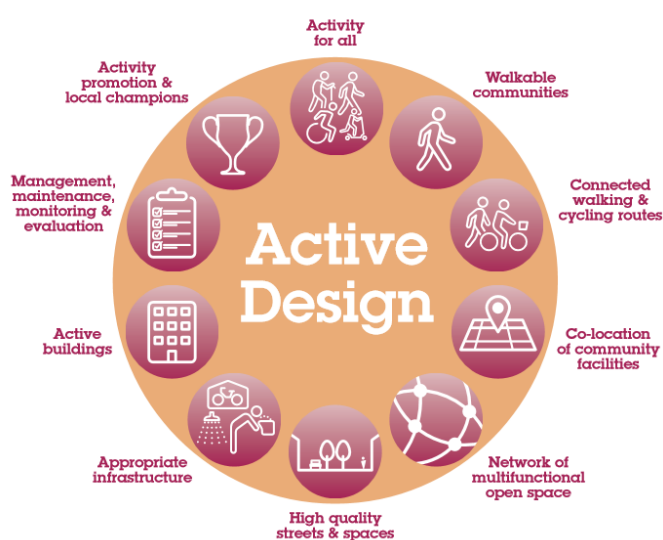 Activity
for all
Walkable
communities
Connected
walking &
cycling routes
Co-location
of community
facilities
Network of
multifunctional
open space
High quality
streets & spaces
Appropriate
infrastructure
Active
buildings
Management,
maintenance,
monitoring &
evaluation
Activity
promotion &
local champions
Active
Design